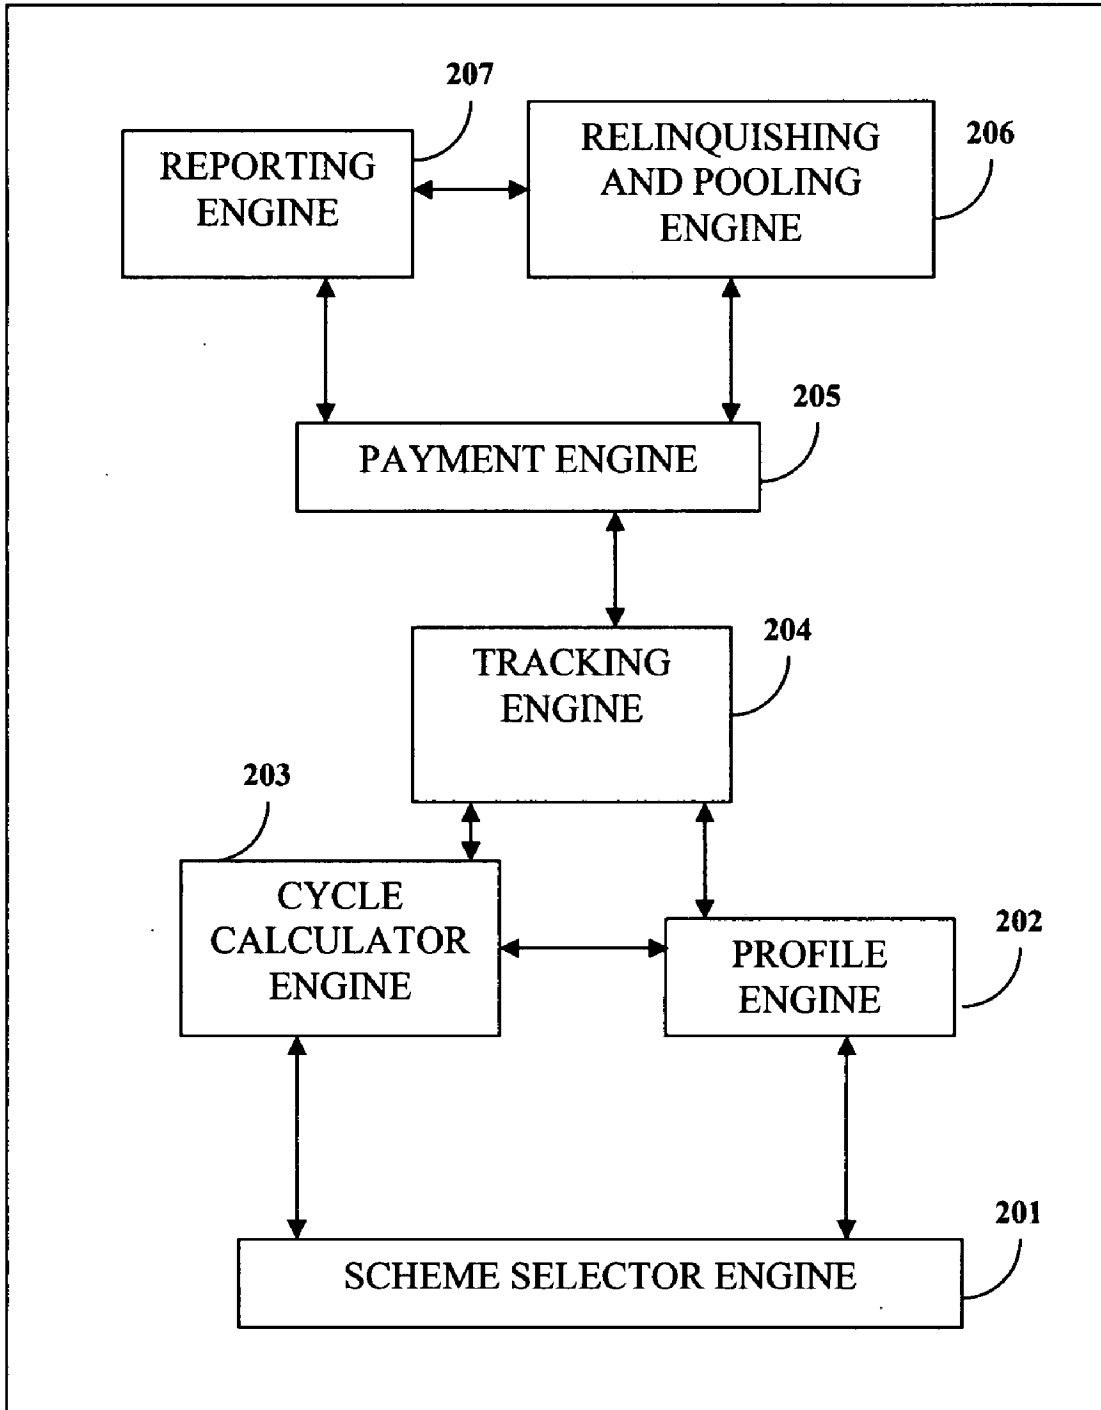 207
REPORTING
ENGINE
RELINQUISHING
AND POOLING
ENGINE
206
205
PAYMENT ENGINE
204
TRACKING
ENGINE
203
CYCLE
CALCULATOR
ENGINE
202
PROFILE
ENGINE
201
SCHEME SELECTOR ENGINE